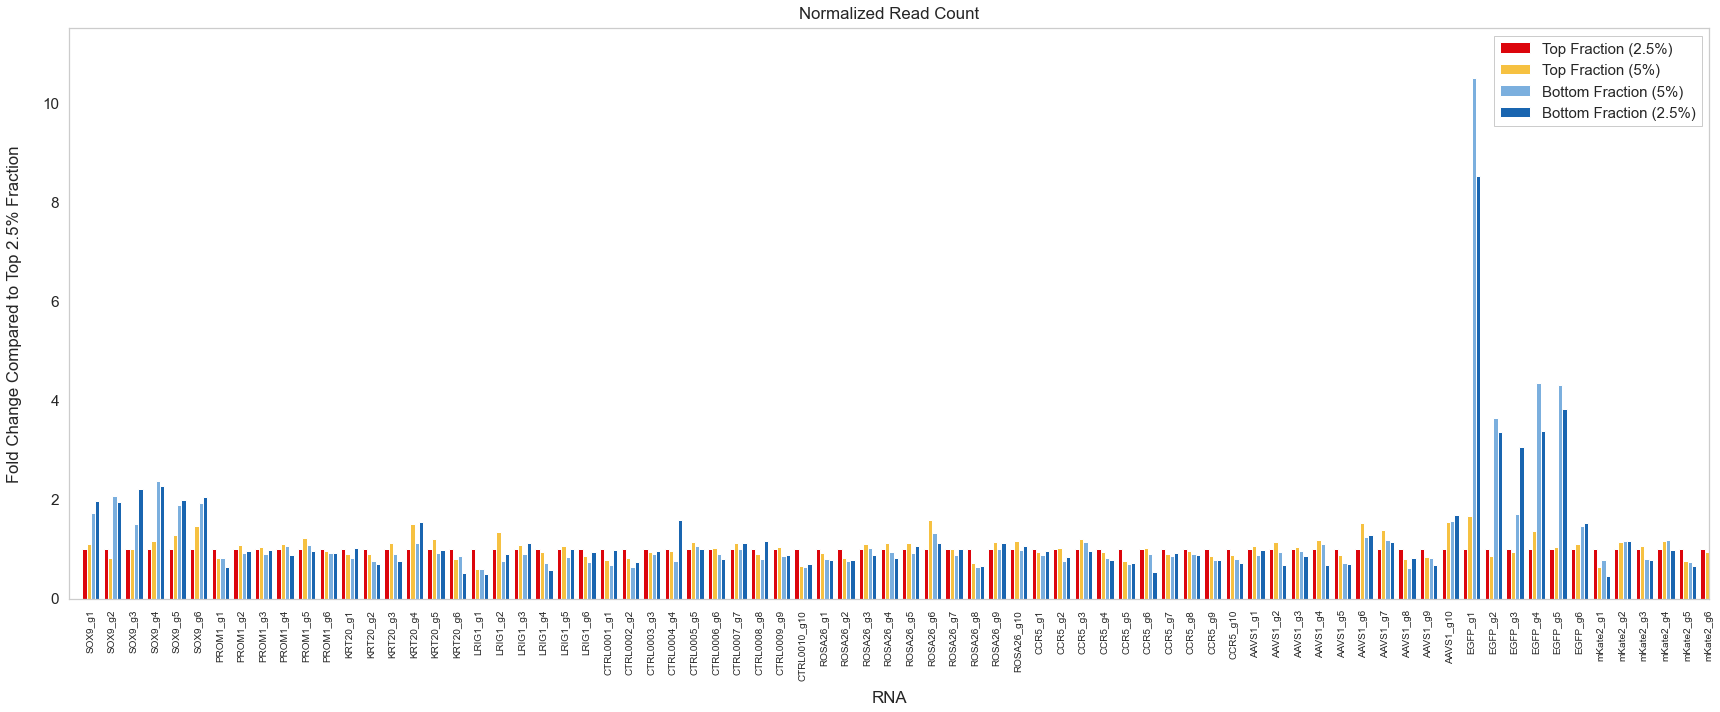 Normalized Read Count
Top Fraction (2.5%)
Top Fraction (5%)
Bottom Fraction (5%)
Bottom Fraction (2.5%)
Fold Change Compared to Top 2.5% Fraction
10
8
6
4
2
0
SOX9_g1
SOX9_g2
SOX9_g3
SOX9_g4
SOX9_g5
SOX9_g6
PROM1_g1
PROM1_g2
PROM1_g3
PROM1_g4
PROM1_g5
PROM1_g6
KRT20_g1
KRT20_g2
KRT20_g3
KRT20_g4
KRT20_g5
KRT20_g6
LRIG1_g1
LRIG1_g2
LRIG1_g3
LRIG1_g4
LRIG1_g5
LRIG1_g6
CTRL0001_g1
CTRL0002_g2
CTRL0003_g3
CTRL0004_g4
CTRL0005_g5
CTRL0006_g6
CTRL0007_g7
CTRL0008_g8
CTRL0009_g9
CTRL0010_g10
ROSA26_g1
ROSA26_g2
ROSA26_g3
ROSA26_g4
ROSA26_g5
ROSA26_g6
ROSA26_g7
ROSA26_g8
ROSA26_g9
ROSA26_g10
CCR5_g1
CCR5_g2
CCR5_g3
CCR5_g4
CCR5_g5
CCR5_g6
CCR5_g7
CCR5_g8
CCR5_g9
CCR5_g10
AAVS1_g1
AAVS1_g2
AAVS1_g3
AAVS1_g4
AAVS1_g5
AAVS1_g6
AAVS1_g7
AAVS1_g8
AAVS1_g9
AAVS1_g10
EGFP_g1
EGFP_g2
EGFP_g3
EGFP_g4
EGFP_g5
EGFP_g6
mKate2_g1
mKate2_g2
mKate2_g3
mKate2_g4
mKate2_g5
mKate2_g6
RNA